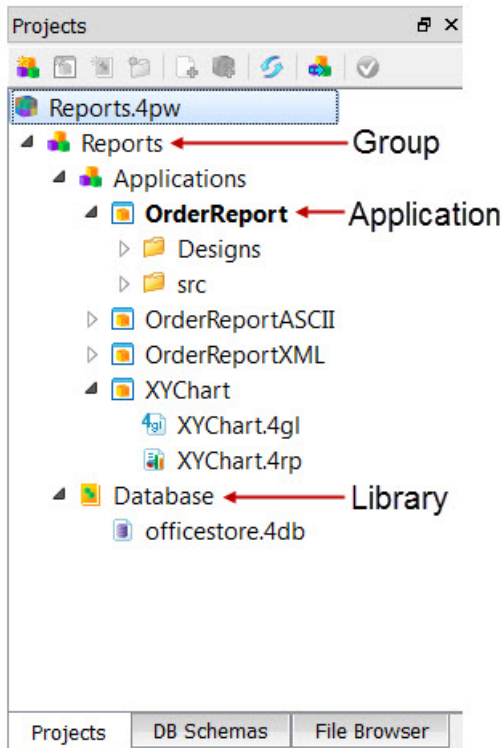 Projects
Reports.4pw
Reports Group
Applications
OrderReport Application
Designs
src
OrderReportASCII
OrderReportXML
XYChart
4gl XYChart.4gl
XYChart.4rp
Database Library
officestore.4db
Projects DB Schemas File Browser